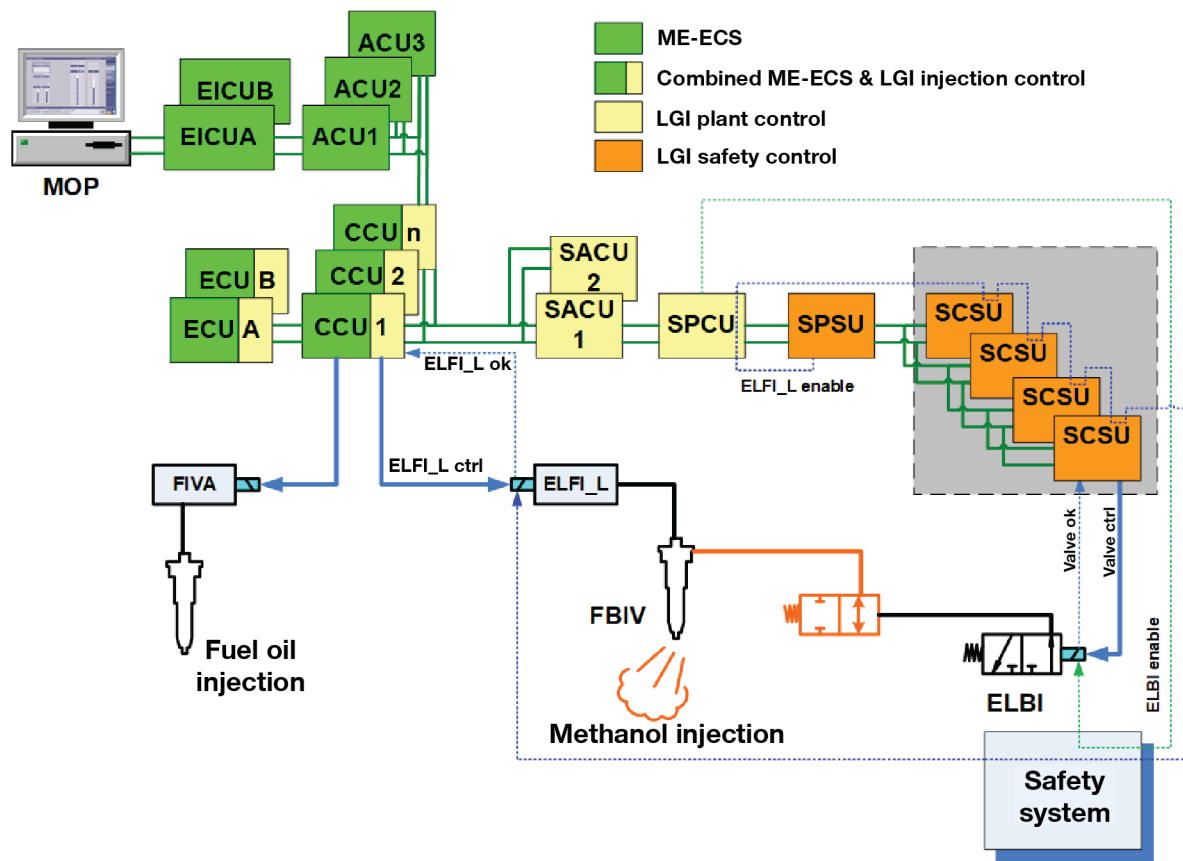 ACU3
ACU2
ACU1
EICUB
EICUA
MOP
ME-ECS
Combined ME-ECS & LGI injection control
LGI plant control
LGI safety control
CCU n
CCU 2
CCU 1
ECU B
ECU A
SACU
2
SACU
1
SPCU
SPSU
SCSU
SCSU
SCSU
SCSU
ELFI_L ok
ELFI_L enable
ELFI_L ctrl
FIVA
ELFI_L
Valve ok
Valve ctrl
ELBI enable
FBIV
Fuel oil
injection
Methanol injection
ELBI
Safety
system